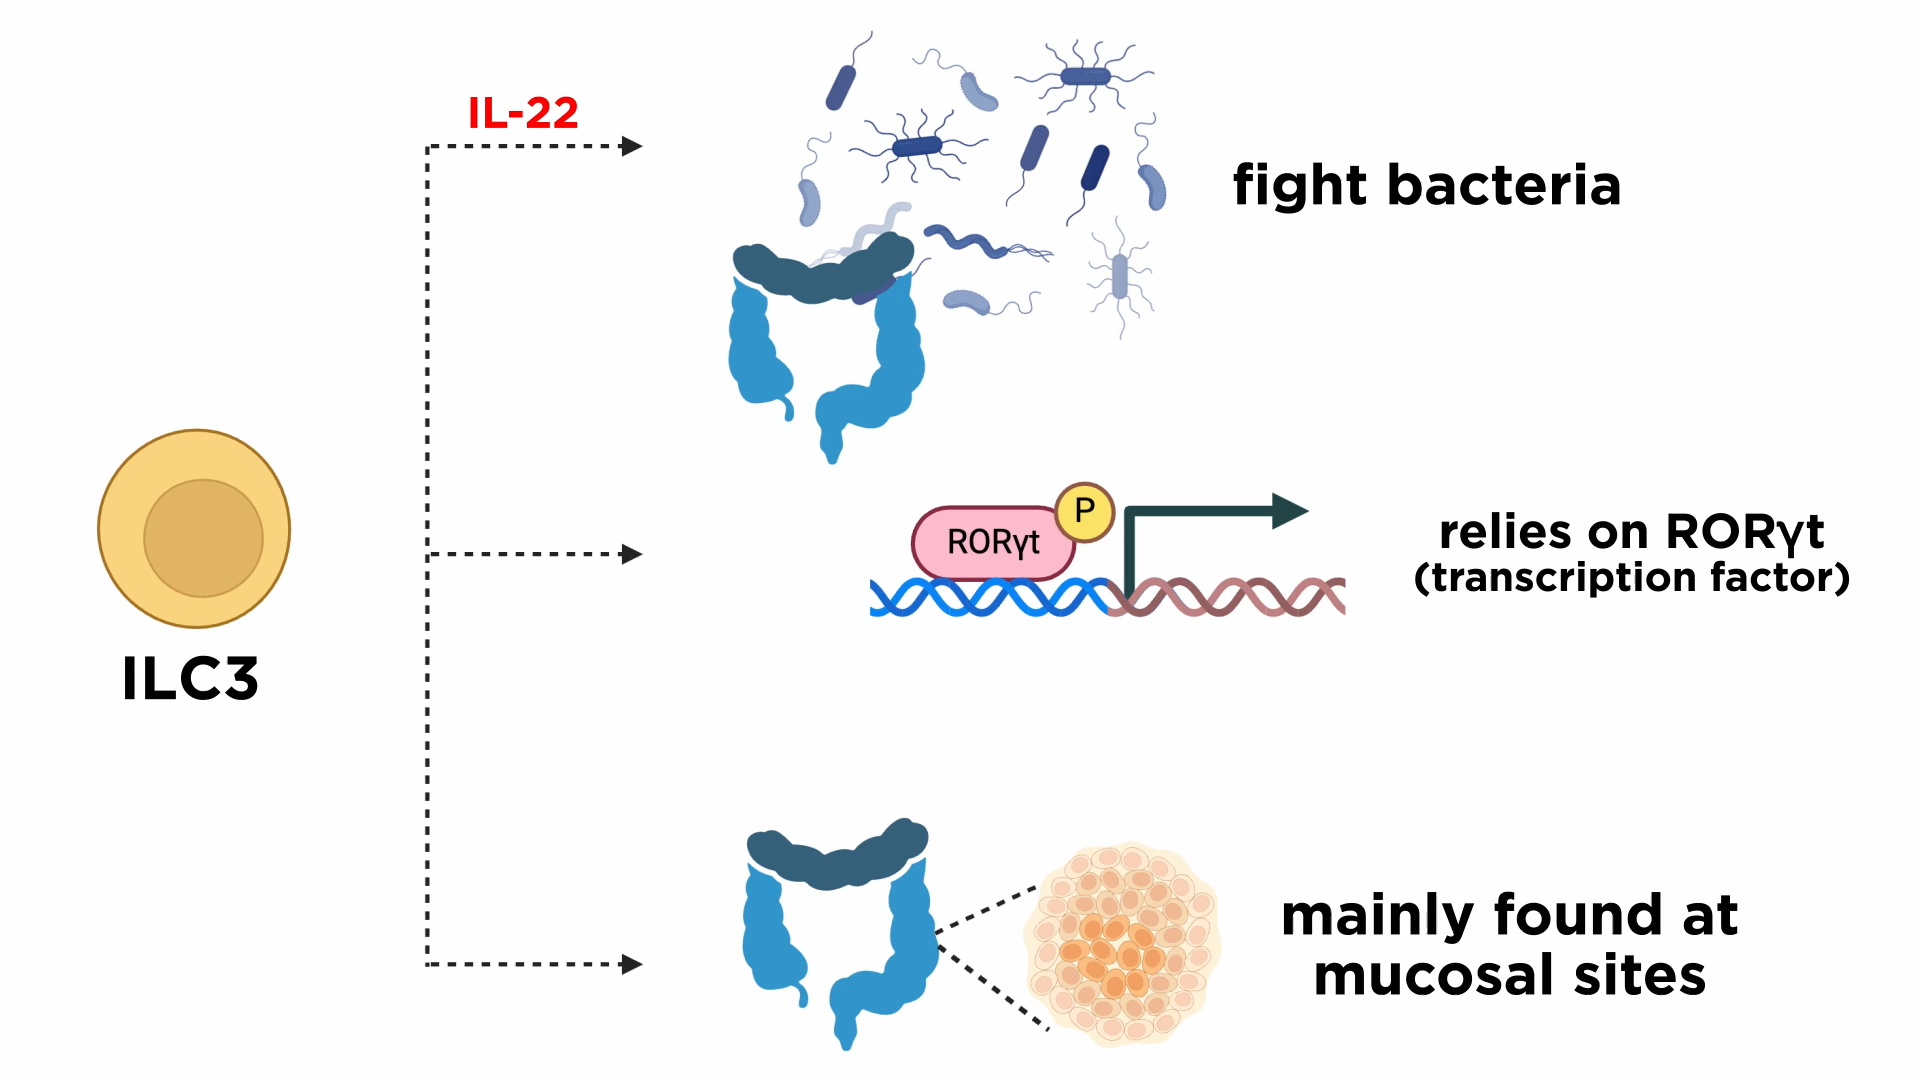 IL-22
fight bacteria
P
RORγt
relies on RORγt
(transcription factor)
ILC3
mainly found at
mucosal sites